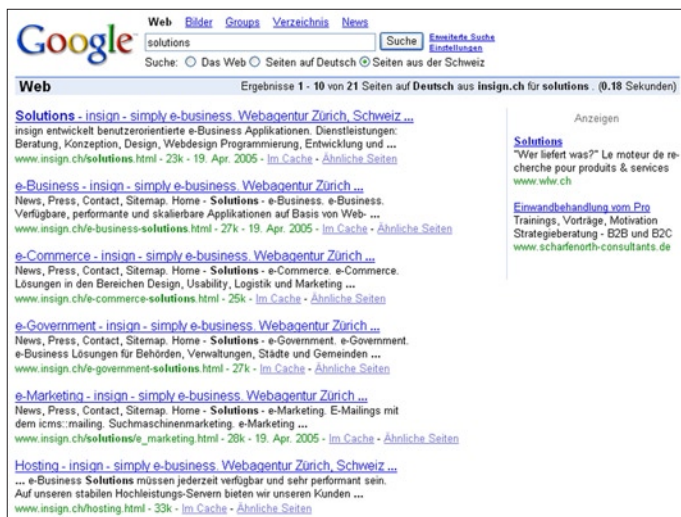 Google
Web Bilder Groups Verzeichnis News
solutions Suche Erweiterte Suche
Einstellungen
Suche: Das Web Seiten auf Deutsch Seiten aus der Schweiz
Web Ergebnisse 1 - 10 von 21 Seiten auf Deutsch aus insign.ch für solutions . (0.18 Sekunden)
Solutions - insign - simply e-business. Webagentur Zürich, Schweiz ...
insign entwickelt benutzerorientierte e-Business Applikationen. Dienstleistungen:
Beratung, Konzeption, Design, Webdesign Programmierung, Entwicklung und ...
www.insign.ch/solutions.html - 23k - 19. Apr. 2005 - Im Cache - Ähnliche Seiten
e-Business - insign - simply e-business. Webagentur Zürich ...
News, Press, Contact, Sitemap. Home - Solutions - e-Business. e-Business.
Verfügbare, performante und skalierbare Applikationen auf Basis von Web- ...
www.insign.ch/e-business-solutions.html - 27k - 19. Apr. 2005 - Im Cache - Ähnliche Seiten
e-Commerce - insign - simply e-business. Webagentur Zürich ...
News, Press, Contact, Sitemap. Home - Solutions - e-Commerce. e-Commerce.
Lösungen in den Bereichen Design, Usability, Logistik und Marketing ...
www.insign.ch/e-commerce-solutions.html - 25k - Im Cache - Ähnliche Seiten
e-Government - insign - simply e-business. Webagentur Zürich ...
News, Press, Contact, Sitemap. Home - Solutions - e-Government. e-Government.
e-Business Lösungen für Behörden, Verwaltungen, Städte und Gemeinden ...
www.insign.ch/e-government-solutions.html - 27k - Im Cache - Ähnliche Seiten
e-Marketing - insign - simply e-business. Webagentur Zürich ...
News, Press, Contact, Sitemap. Home - Solutions - e-Marketing. E-Mailings mit
dem icms::mailing. Suchmaschinenmarketing. e-Marketing ...
www.insign.ch/solutions/e_marketing.html - 28k - 19. Apr. 2005 - Im Cache - Ähnliche Seiten
Hosting - insign - simply e-business. Webagentur Zürich, Schweiz ...
... e-Business Solutions müssen jederzeit verfügbar und sehr performant sein.
Auf unseren stabilen Hochleistungs-Servern bieten wir unseren Kunden ...
www.insign.ch/hosting.html - 33k - Im Cache - Ähnliche Seiten
Anzeigen
Solutions
"Wer liefert was?" Le moteur de re-
cherche pour produits & services
www.wlw.ch
Einwandbehandlung vom Pro
Trainings, Vorträge, Motivation
Strategieberatung - B2B und B2C
www.scharfenorth-consultants.de